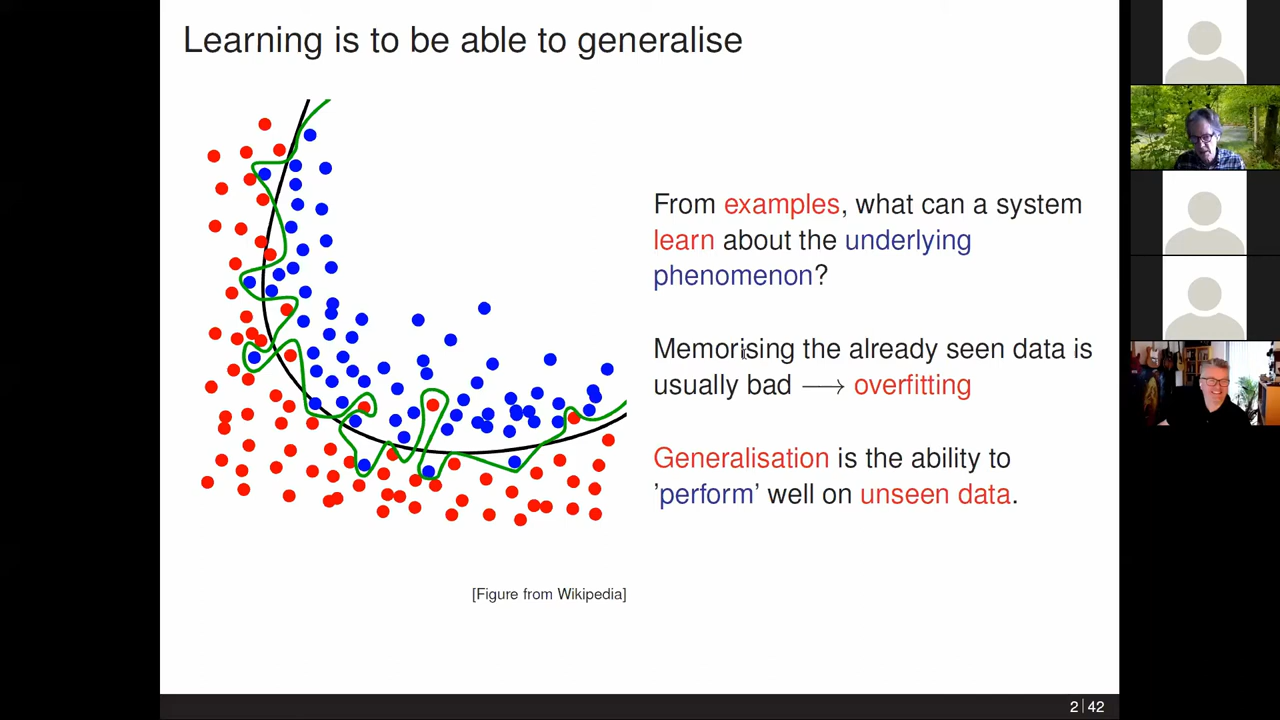 Learning is to be able to generalise
From examples, what can a system
learn about the underlying
phenomenon?
Memorising the already seen data is
usually bad ⟶ overfitting
Generalisation is the ability to
'perform' well on unseen data.
[Figure from Wikipedia]
2 | 42